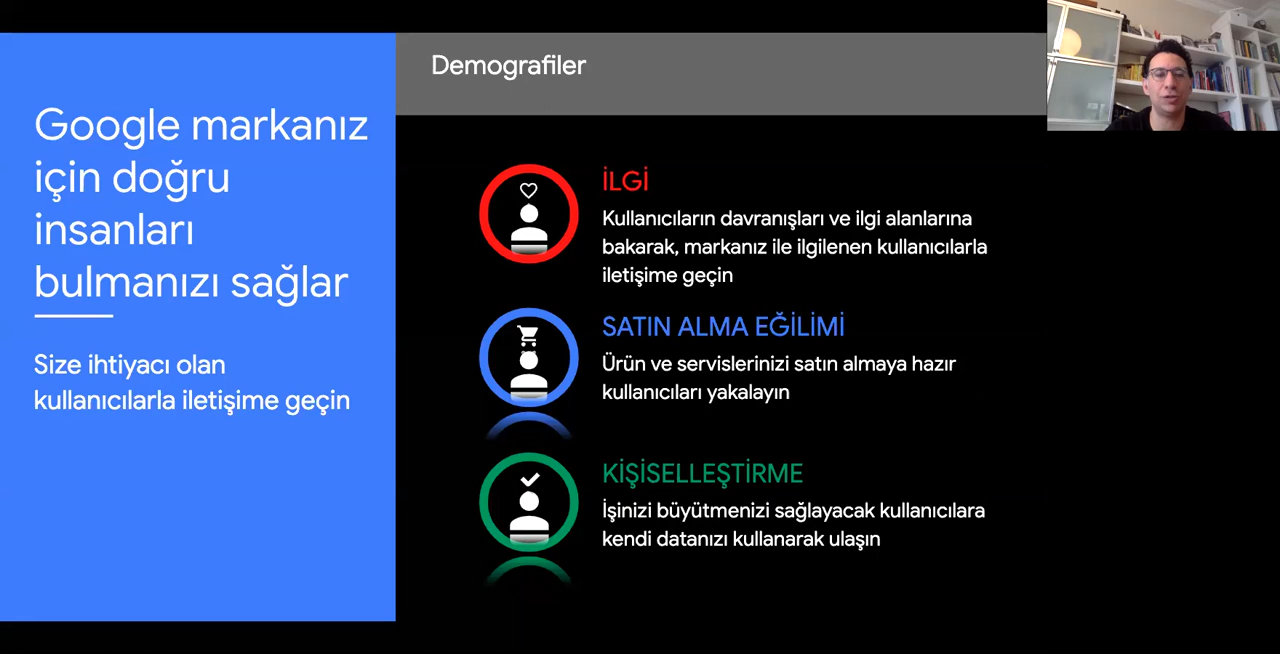 Google markanız
için doğru
insanları
bulmanızı sağlar
Size ihtiyacı olan
kullanıcılarla iletişime geçin
Demografiler
İLGİ
Kullanıcıların davranışları ve ilgi alanlarına
bakarak, markanız ile ilgilenen kullanıcılarla
iletişime geçin
SATIN ALMA EĞİLİMİ
Ürün ve servislerinizi satın almaya hazır
kullanıcıları yakalayın
KİŞİSELLEŞTİRME
İşinizi büyütmenizi sağlayacak kullanıcılara
kendi datanızı kullanarak ulaşın